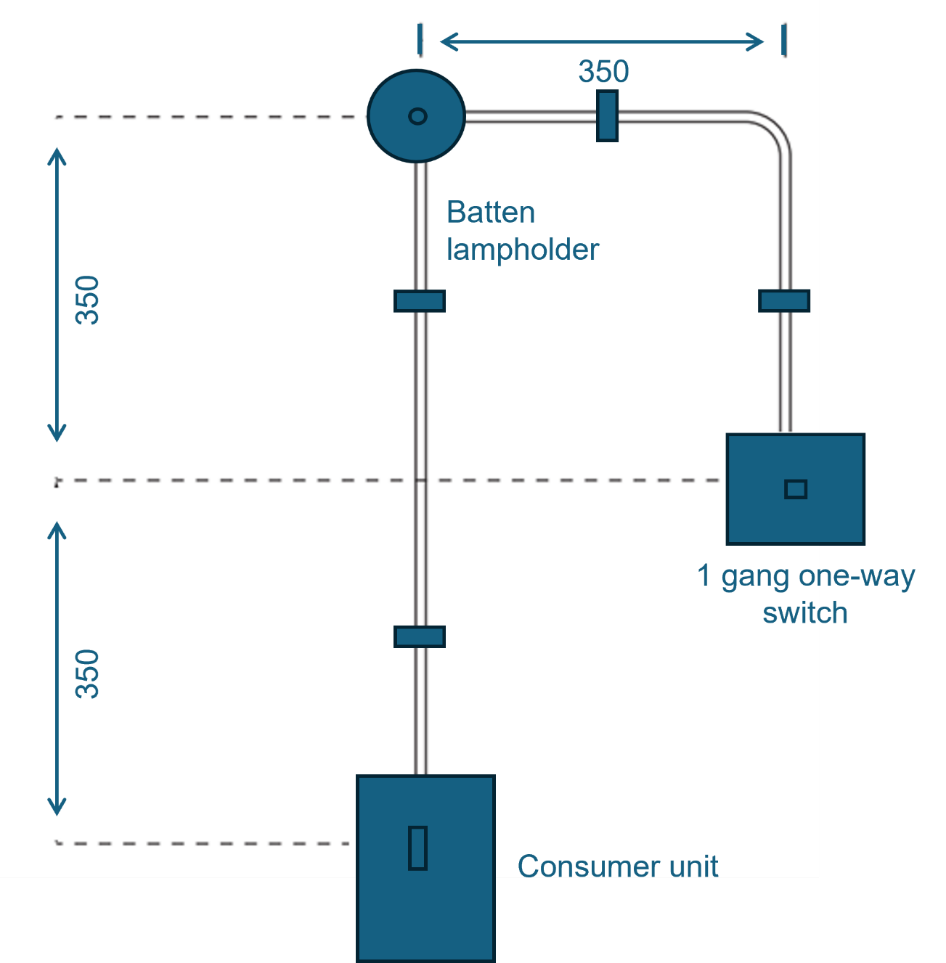 350
Batten
lampholder
350
1 gang one-way
switch
350
Consumer unit